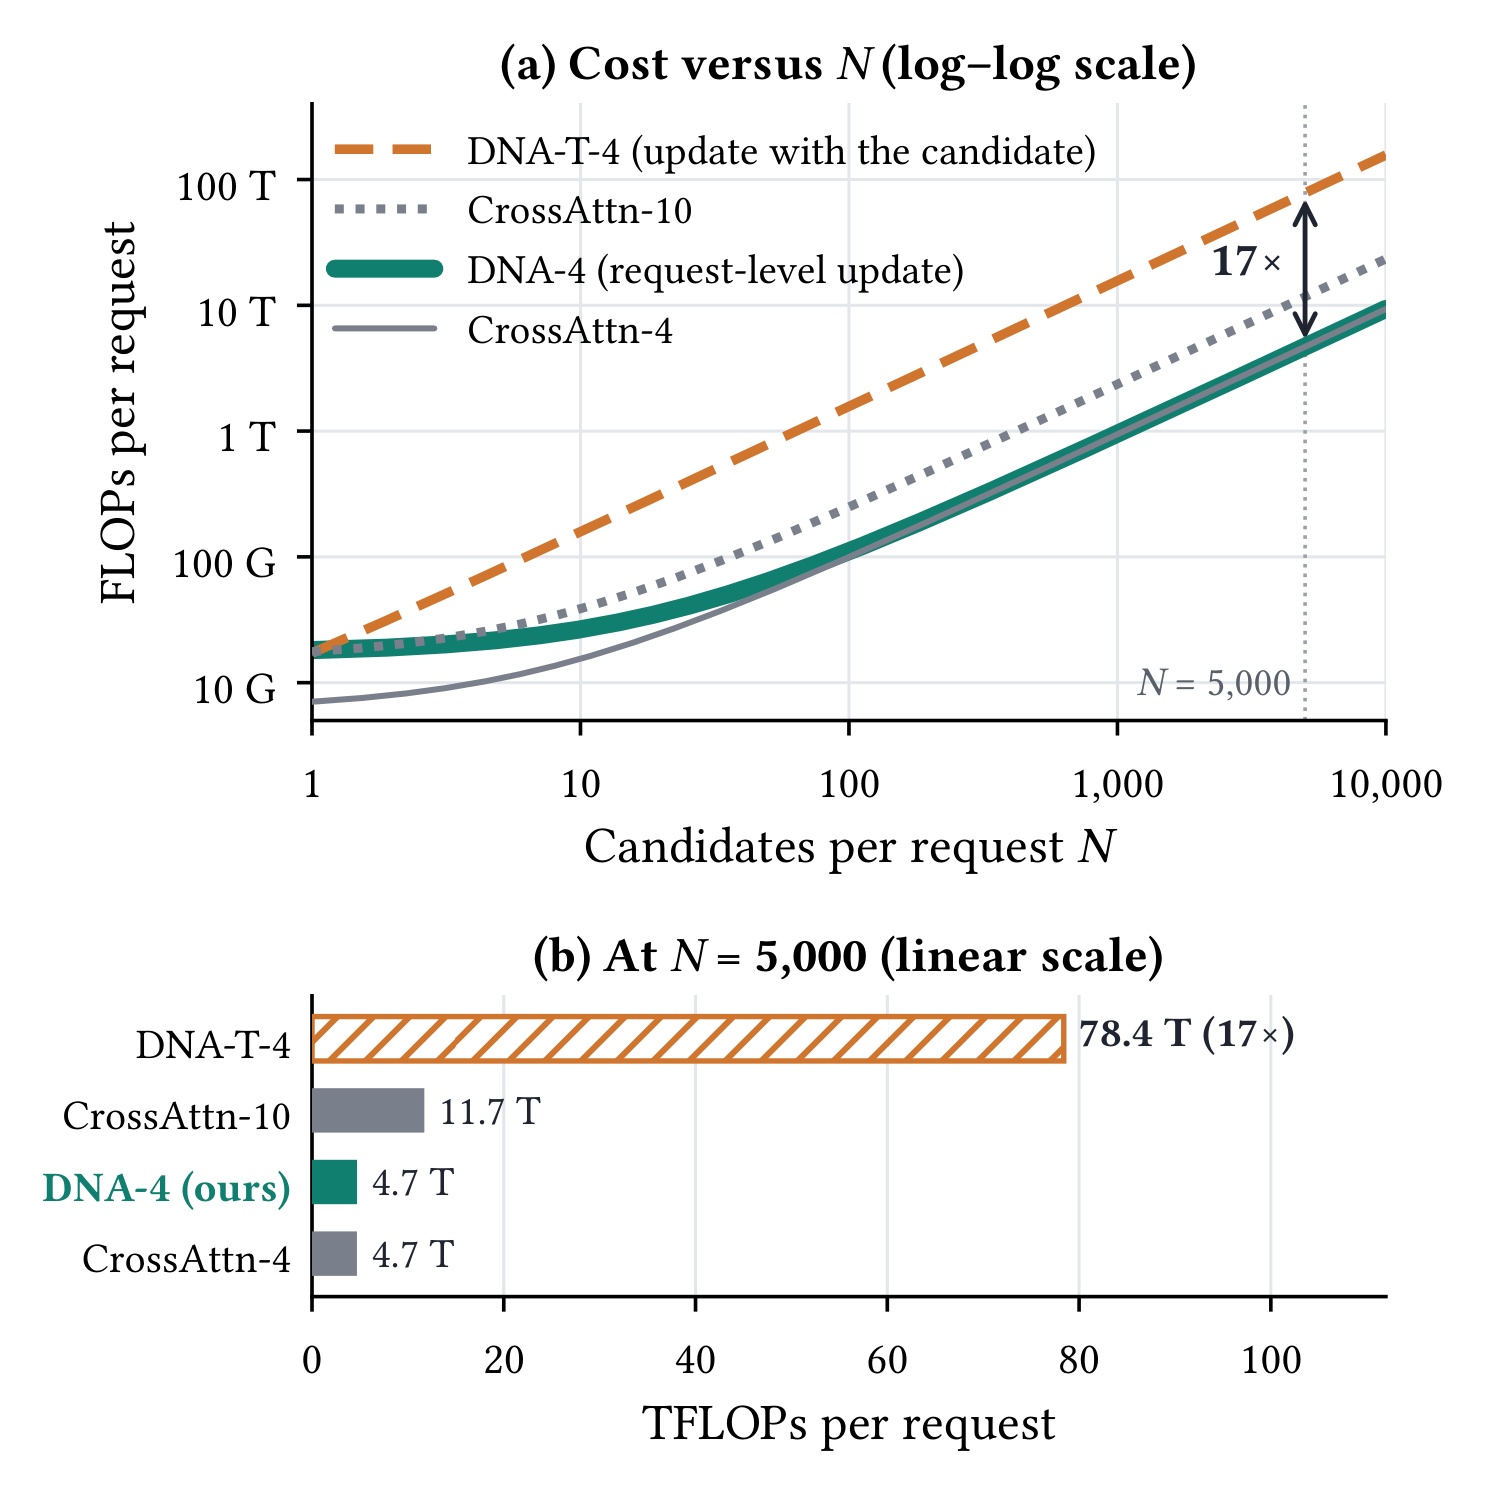 (a) Cost versus N (log–log scale)
DNA-T-4 (update with the candidate)
CrossAttn-10
DNA-4 (request-level update)
CrossAttn-4
FLOPs per request
100 T
10 T
1 T
100 G
10 G
17×
N = 5,000
1 10 100 1,000 10,000
Candidates per request N
(b) At N = 5,000 (linear scale)
DNA-T-4 78.4 T (17×)
CrossAttn-10 11.7 T
DNA-4 (ours) 4.7 T
CrossAttn-4 4.7 T
0 20 40 60 80 100
TFLOPs per request